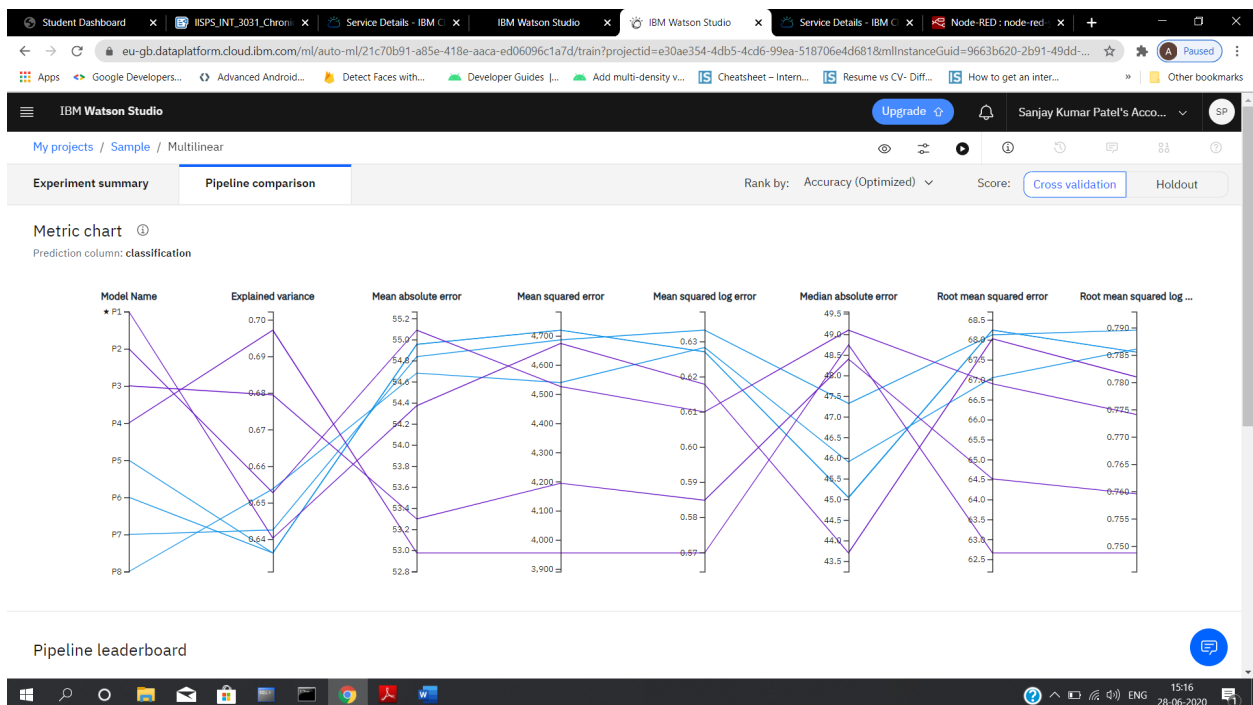 Student Dashboard
IISPS_INT_3031_Chroni
Service Details - IBM C
IBM Watson Studio
IBM Watson Studio
Service Details - IBM C
Node-RED : node-red-
eu-gb.dataplatform.cloud.ibm.com/ml/auto-ml/21c70b91-a85e-418e-aaca-ed06096c1a7d/train?projectid=e30ae354-4db5-4cd6-99ea-518706e4d681&mlInstanceGuid=9663b620-2b91-49dd-...
A Paused
Apps
Google Developers...
Advanced Android...
Detect Faces with...
Developer Guides |...
Add multi-density v...
Cheatsheet – Intern...
Resume vs CV- Diff...
How to get an inter...
»
Other bookmarks
IBM Watson Studio
Upgrade
Sanjay Kumar Patel's Acco...
SP
My projects / Sample / Multilinear
Experiment summary
Pipeline comparison
Rank by: Accuracy (Optimized)
Score: Cross validation Holdout
Metric chart
Prediction column: classification
Model Name
★ P1
P2
P3
P4
P5
P6
P7
P8
Explained variance
0.70
0.69
0.68
0.67
0.66
0.65
0.64
Mean absolute error
55.2
55.0
54.8
54.6
54.4
54.2
54.0
53.8
53.6
53.4
53.2
53.0
52.8
Mean squared error
4,700
4,600
4,500
4,400
4,300
4,200
4,100
4,000
3,900
Mean squared log error
0.63
0.62
0.61
0.60
0.59
0.58
0.57
Median absolute error
49.5
49.0
48.5
48.0
47.5
47.0
46.5
46.0
45.5
45.0
44.5
44.0
43.5
Root mean squared error
68.5
68.0
67.5
67.0
66.5
66.0
65.5
65.0
64.5
64.0
63.5
63.0
62.5
Root mean squared log ...
0.790
0.785
0.780
0.775
0.770
0.765
0.760
0.755
0.750
Pipeline leaderboard
ENG
15:16
28-06-2020